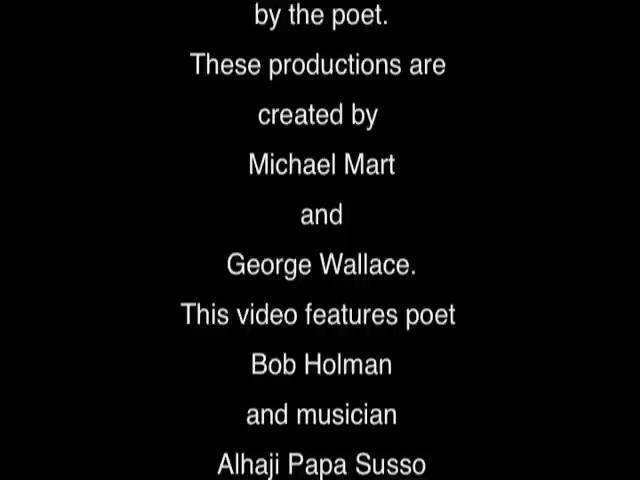 by the poet.
These productions are
created by
Michael Mart
and
George Wallace.
This video features poet
Bob Holman
and musician
Alhaji Papa Susso